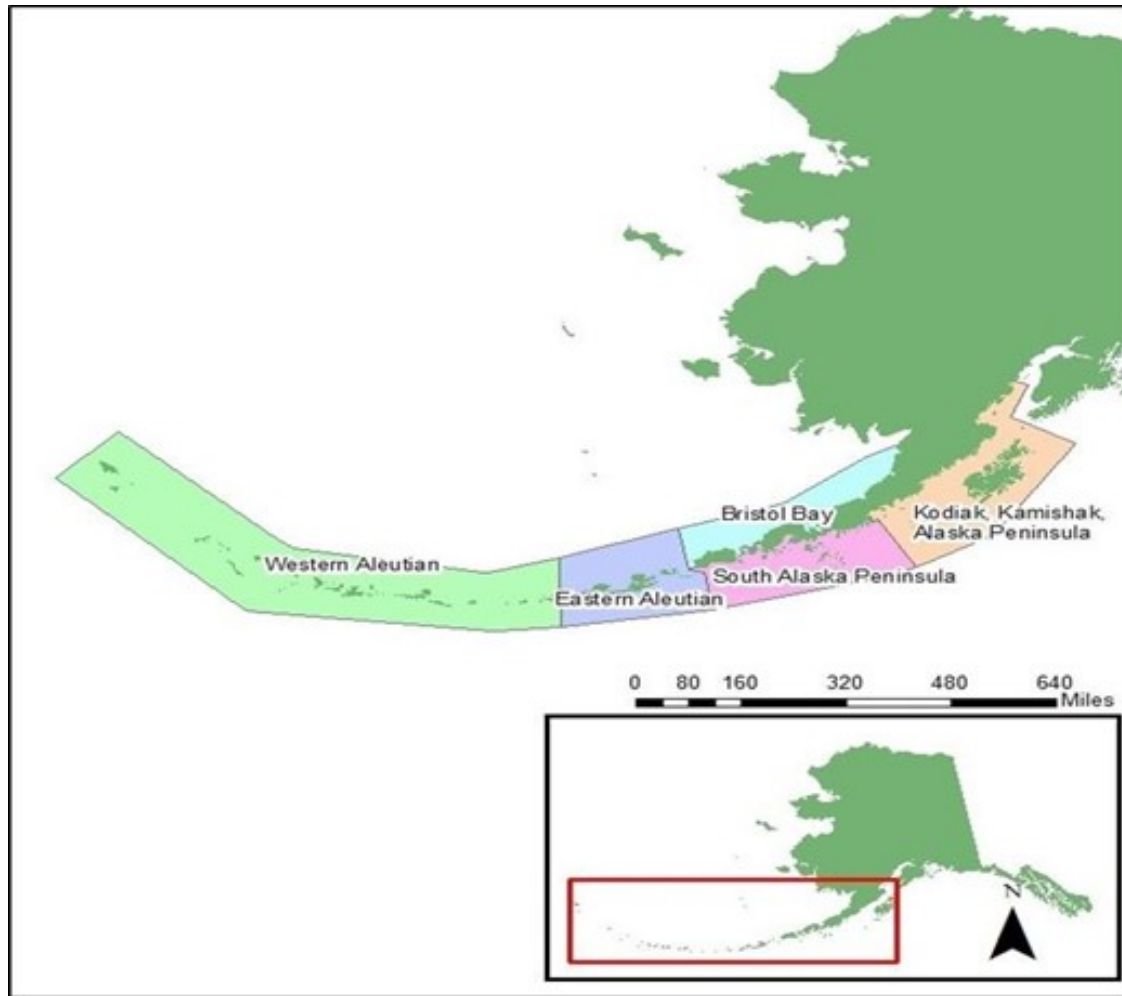 Bristol Bay
Kodiak, Kamishak,
Alaska Peninsula
Western Aleutian
South Alaska Peninsula
Eastern Aleutian
0 80 160 320 480 640
Miles
N